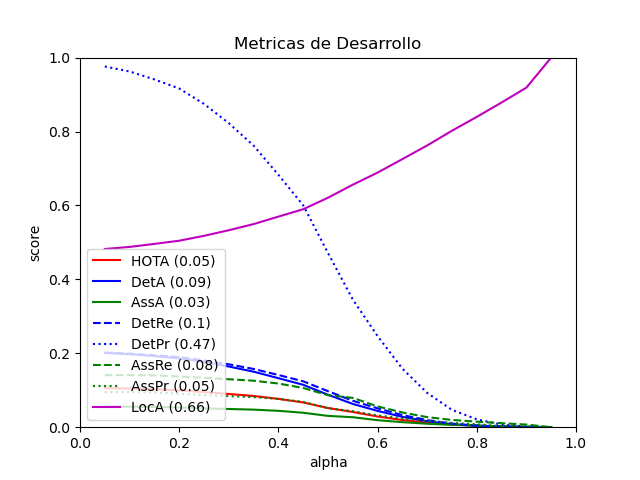 Metricas de Desarrollo
1.0
0.8
0.6
0.4
0.2
0.0
score
HOTA (0.05)
DetA (0.09)
AssA (0.03)
DetRe (0.1)
DetPr (0.47)
AssRe (0.08)
AssPr (0.05)
LocA (0.66)
0.0 0.2 0.4 0.6 0.8 1.0
alpha